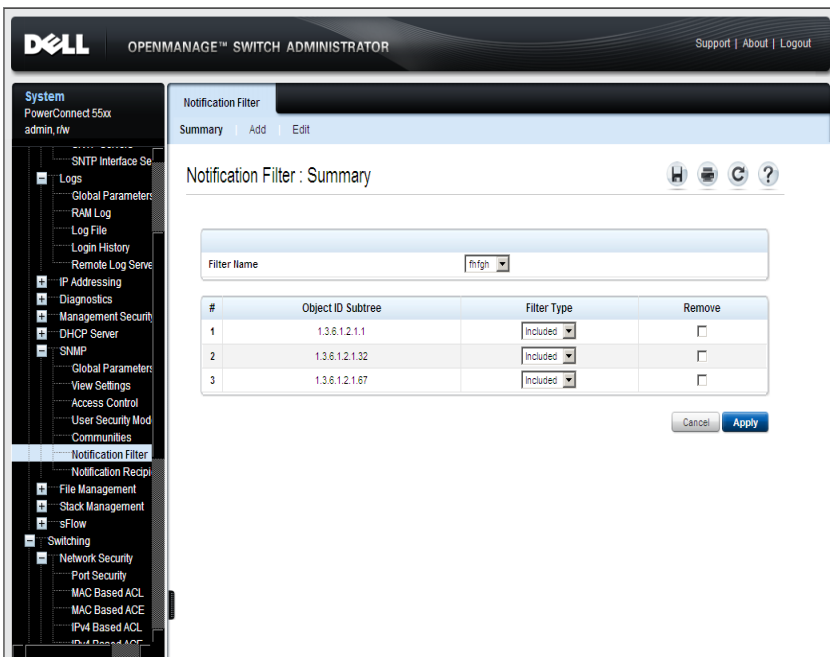 DELL OPENMANAGE™ SWITCH ADMINISTRATOR
Support | About | Logout
System
PowerConnect 55xx
admin, r/w
SNTP Interface Se
Logs
Global Parameters
RAM Log
Log File
Login History
Remote Log Serve
IP Addressing
Diagnostics
Management Securit
DHCP Server
SNMP
Global Parameters
View Settings
Access Control
User Security Mod
Communities
Notification Filter
Notification Recipi
File Management
Stack Management
sFlow
Switching
Network Security
Port Security
MAC Based ACL
MAC Based ACE
IPv4 Based ACL
IPv4 Based ACE
Notification Filter
Summary Add Edit
Notification Filter : Summary
Filter Name fhfgh
# Object ID Subtree Filter Type Remove
1 1.3.6.1.2.1.1 Included
2 1.3.6.1.2.1.32 Included
3 1.3.6.1.2.1.67 Included
Cancel Apply